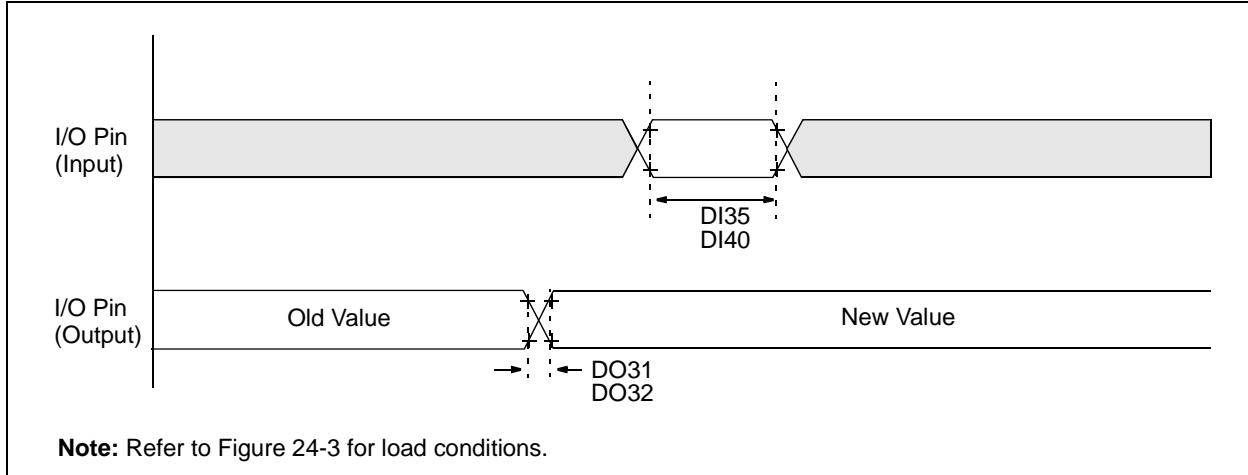 I/O Pin
(Input)
DI35
DI40
I/O Pin
(Output)
Old Value
New Value
DO31
DO32
Note: Refer to Figure 24-3 for load conditions.